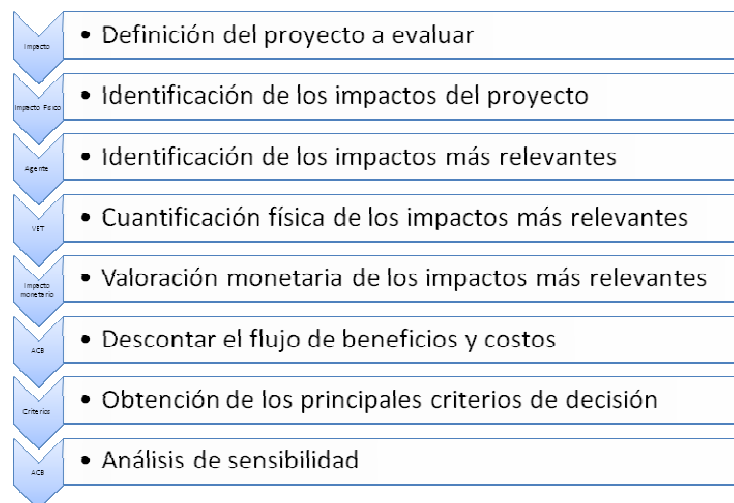 Impacto
• Definición del proyecto a evaluar
Impacto Físico
• Identificación de los impactos del proyecto
Agente
• Identificación de los impactos más relevantes
VET
• Cuantificación física de los impactos más relevantes
Impacto
monetario
• Valoración monetaria de los impactos más relevantes
ACB
• Descontar el flujo de beneficios y costos
Criterios
• Obtención de los principales criterios de decisión
ACB
• Análisis de sensibilidad